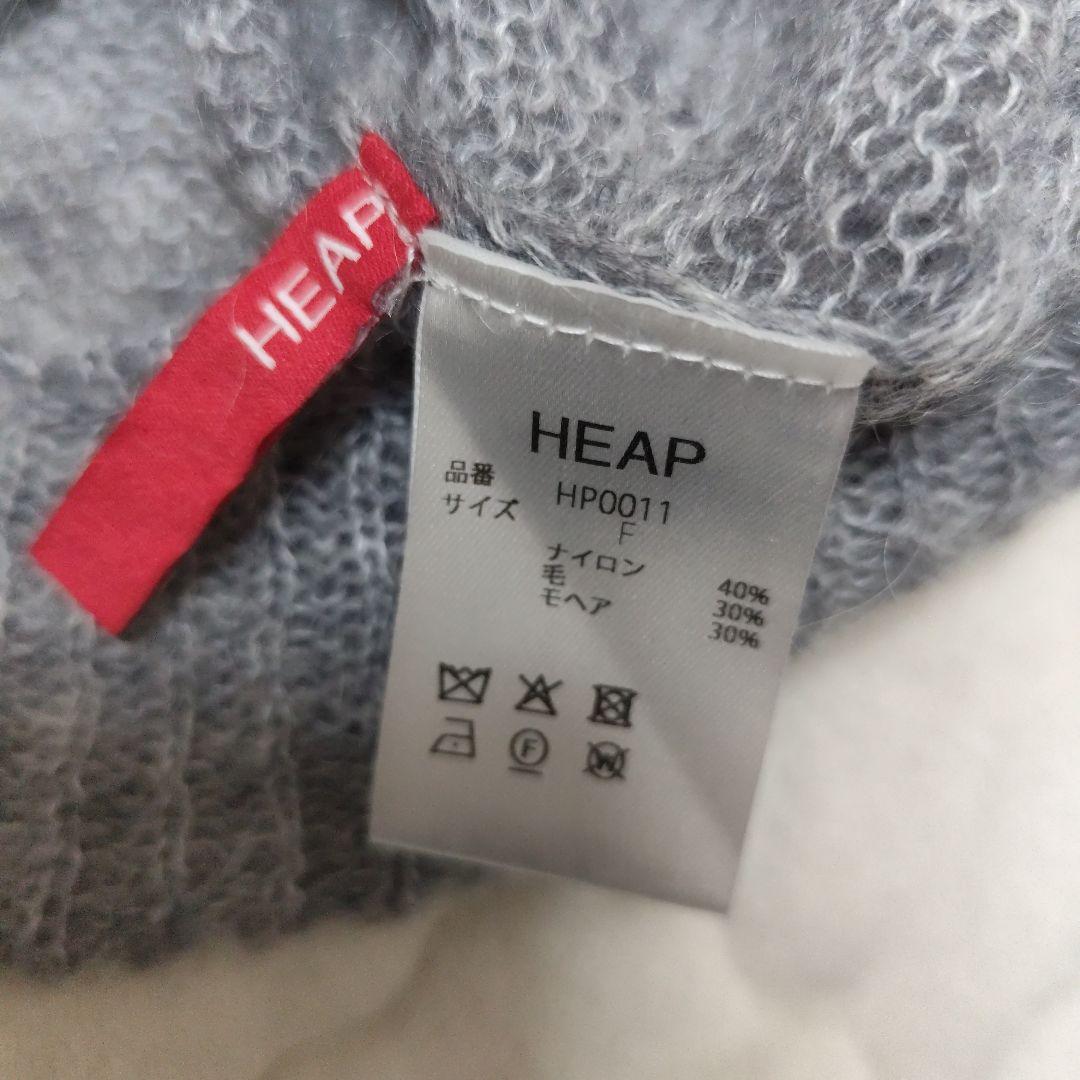 HEAP
HEAP
品番 HP0011
サイズ F
ナイロン 40%
毛 30%
モヘア 30%
F
W